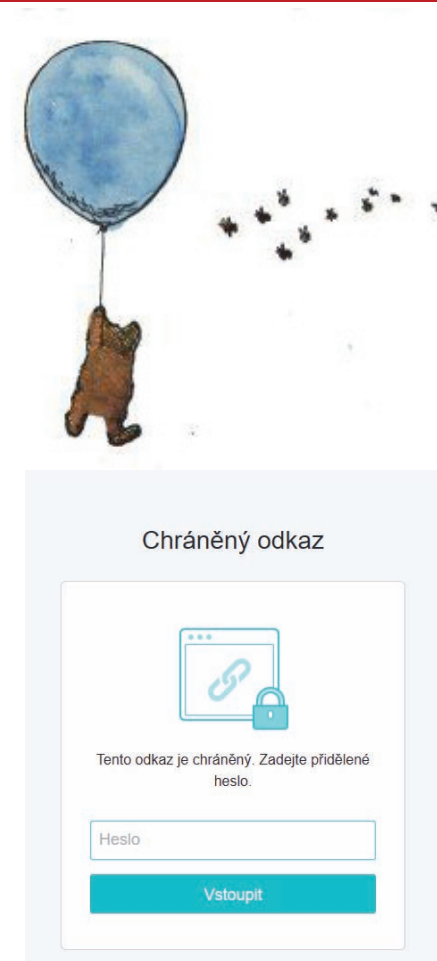 Chráněný odkaz
Tento odkaz je chráněný. Zadejte přidělené
heslo.
Heslo
Vstoupit